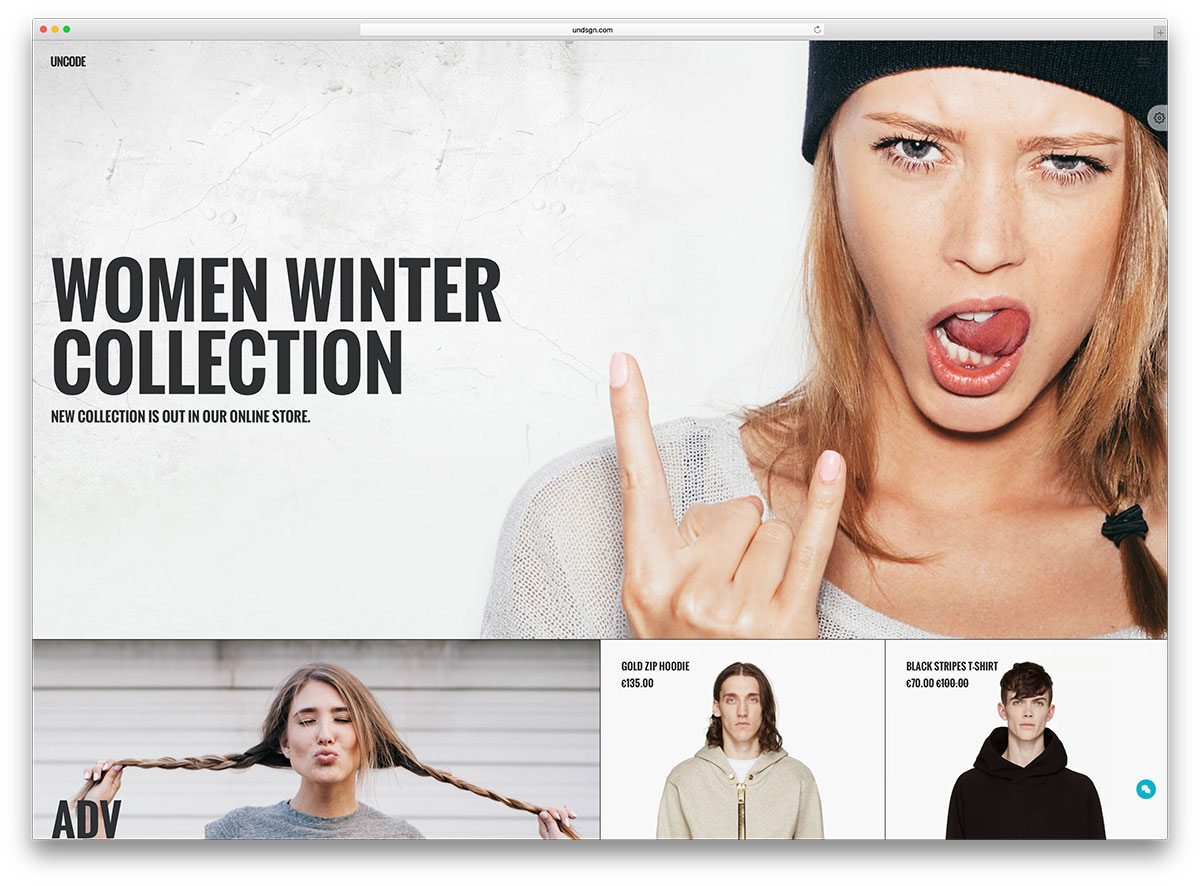 undsgn.com
UNCODE
WOMEN WINTER
COLLECTION
NEW COLLECTION IS OUT IN OUR ONLINE STORE.
ADV
GOLD ZIP HOODIE
€135.00
BLACK STRIPES T-SHIRT
€70.00 €100.00